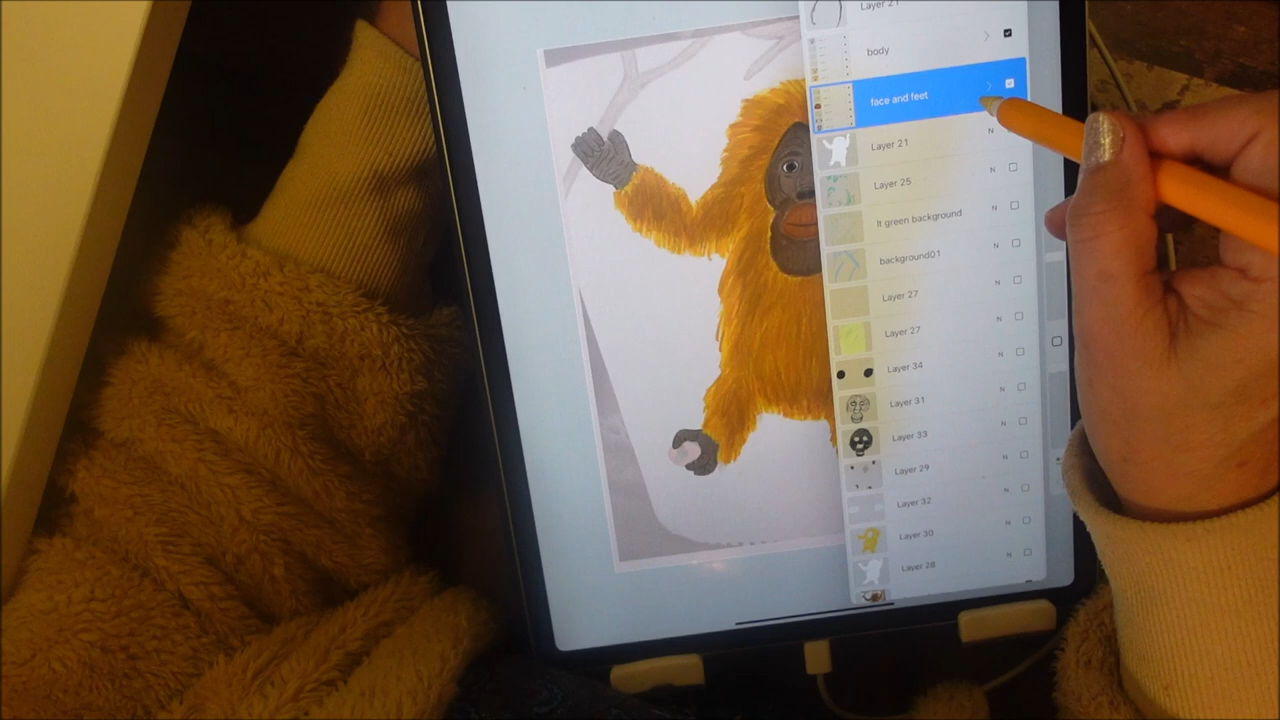 Layer 21
body
face and feet
Layer 21
N
Layer 25
N
lt green background
N
background01
N
Layer 27
N
Layer 27
N
Layer 34
N
Layer 31
N
Layer 33
N
Layer 29
N
Layer 32
N
Layer 30
N
Layer 28
N